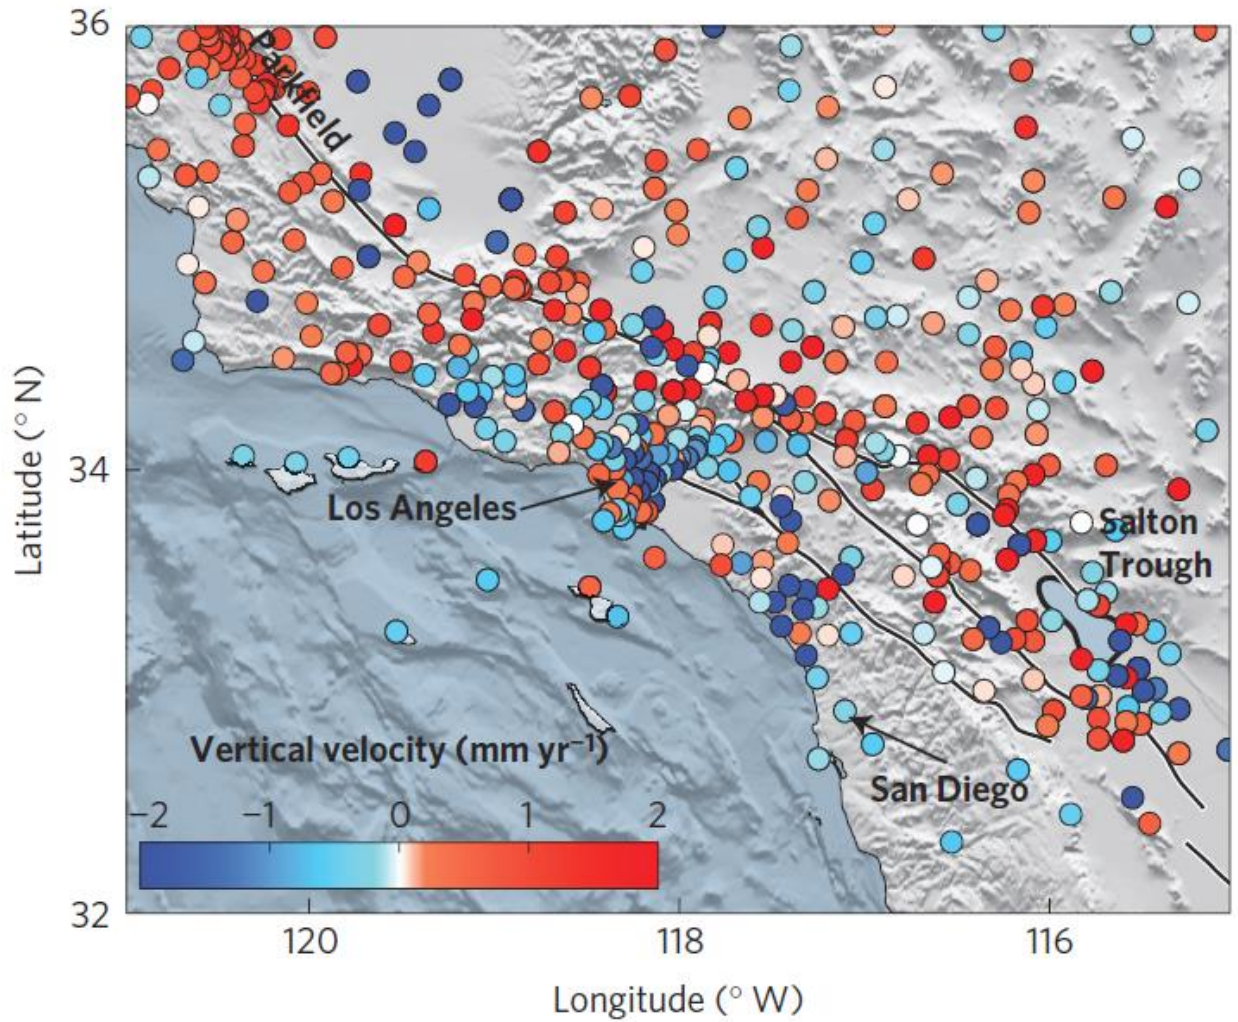 36
Parkfield
Latitude (° N)
34
Los Angeles
Salton
Trough
Vertical velocity (mm yr⁻¹)
−2 −1 0 1 2
San Diego
32
120 118 116
Longitude (° W)